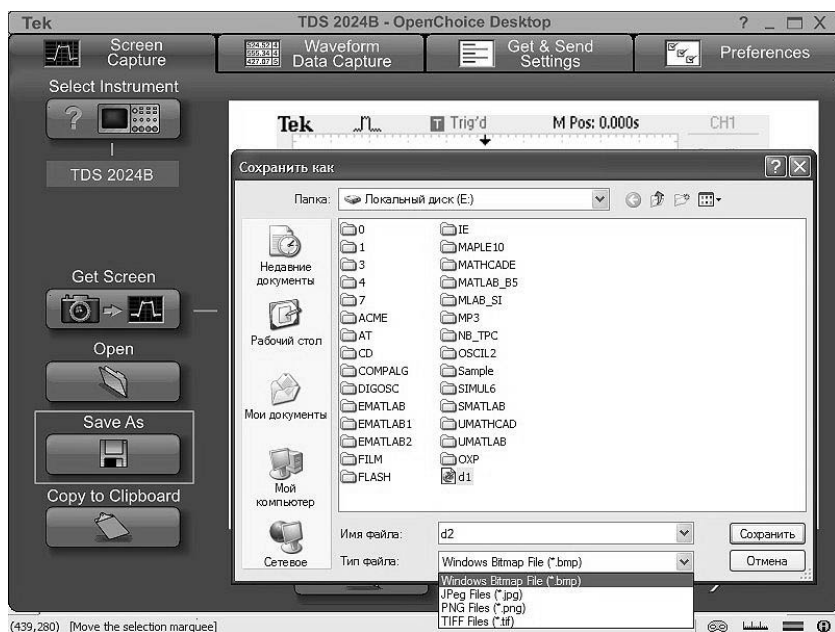 Tek TDS 2024B - OpenChoice Desktop ? _ X
Screen Capture
Waveform Data Capture
Get & Send Settings
Preferences
Select Instrument
?
TDS 2024B
Get Screen
Open
Save As
Copy to Clipboard
Tek T Trig'd M Pos: 0.000s CH1
Сохранить как ? X
Папка: Локальный диск (E:)
Недавние документы
Рабочий стол
Мои документы
Мой компьютер
Сетевое
0
1
3
4
7
ACME
AT
CD
COMPALG
DIGOSC
EMATLAB
EMATLAB1
EMATLAB2
FILM
FLASH
IE
MAPLE10
MATHCADE
MATLAB_B5
MLAB_SI
MP3
NB_TPC
OSCIL2
Sample
SIMUL6
SMATLAB
UMATHCAD
UMATLAB
OXP
d1
Имя файла: d2 Сохранить
Тип файла: Windows Bitmap File (*.bmp) Отмена
Windows Bitmap File (*.bmp)
JPeg Files (*.jpg)
PNG Files (*.png)
TIFF Files (*.tif)
(439,280) [Move the selection marquee]